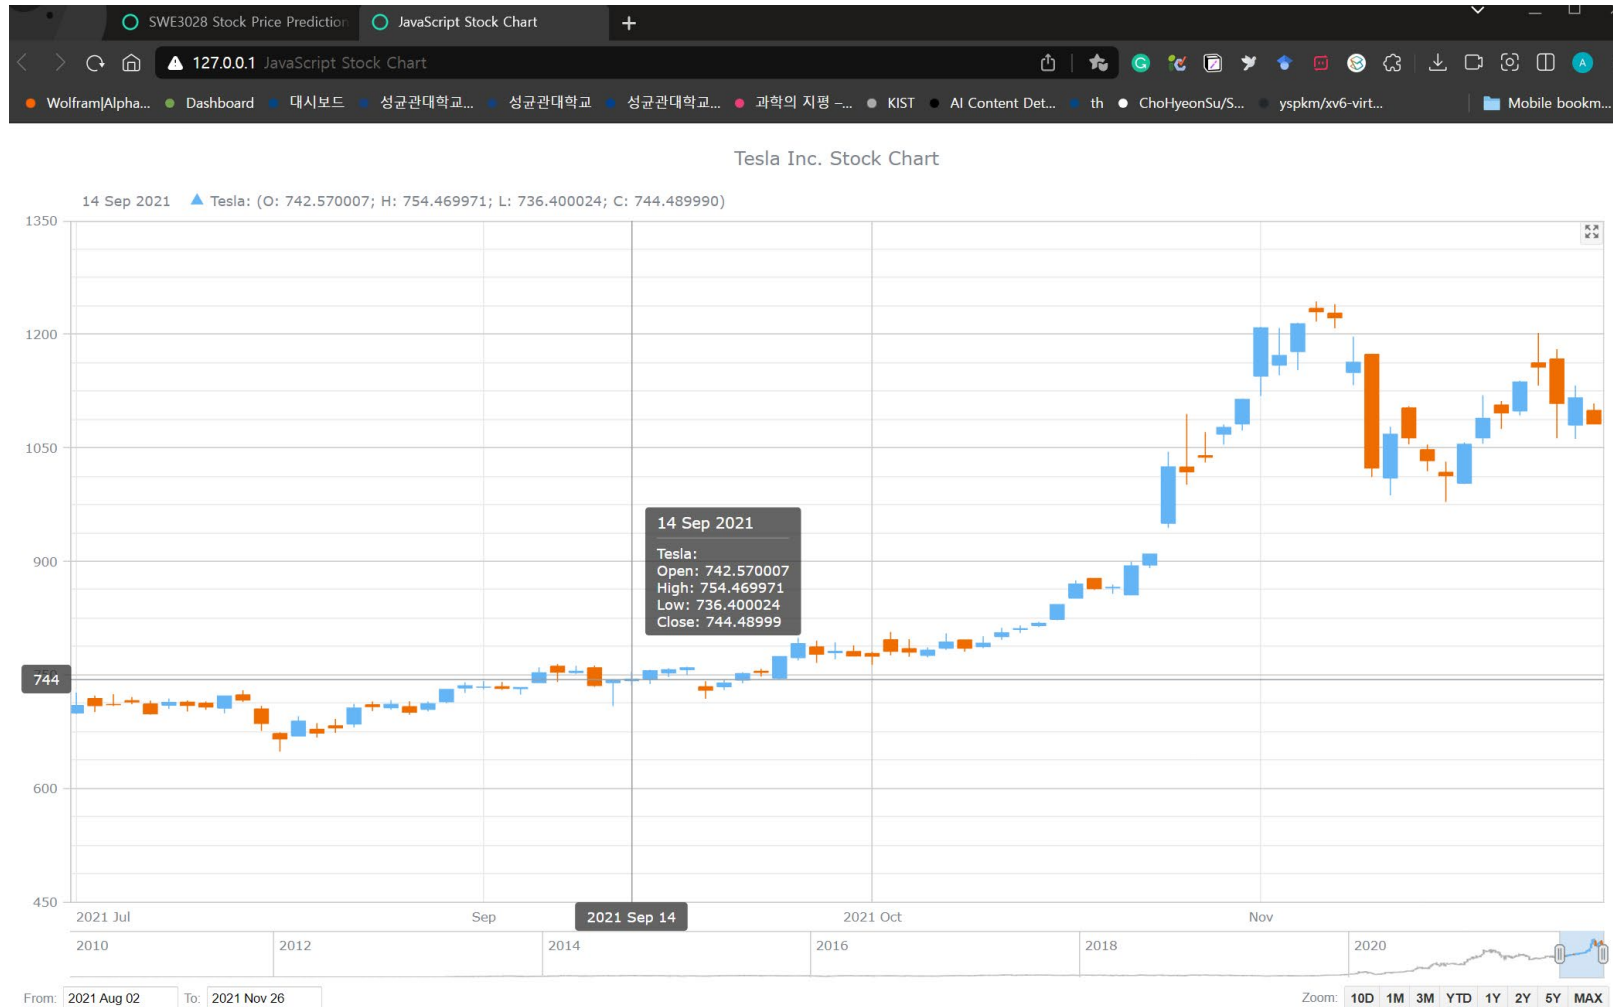 SWE3028 Stock Price Prediction
JavaScript Stock Chart
127.0.0.1 JavaScript Stock Chart
Wolfram|Alpha...
Dashboard
대시보드
성균관대학교...
성균관대학교
성균관대학교...
과학의 지평 –...
KIST
AI Content Det...
th
ChoHyeonSu/S...
yspkm/xv6-virt...
Mobile bookm...
Tesla Inc. Stock Chart
14 Sep 2021 Tesla: (O: 742.570007; H: 754.469971; L: 736.400024; C: 744.489990)
1350
1200
1050
900
744
600
450
14 Sep 2021
Tesla:
Open: 742.570007
High: 754.469971
Low: 736.400024
Close: 744.48999
2021 Jul
Sep
2021 Sep 14
2021 Oct
Nov
2010
2012
2014
2016
2018
2020
From: 2021 Aug 02 To: 2021 Nov 26
Zoom: 10D 1M 3M YTD 1Y 2Y 5Y MAX